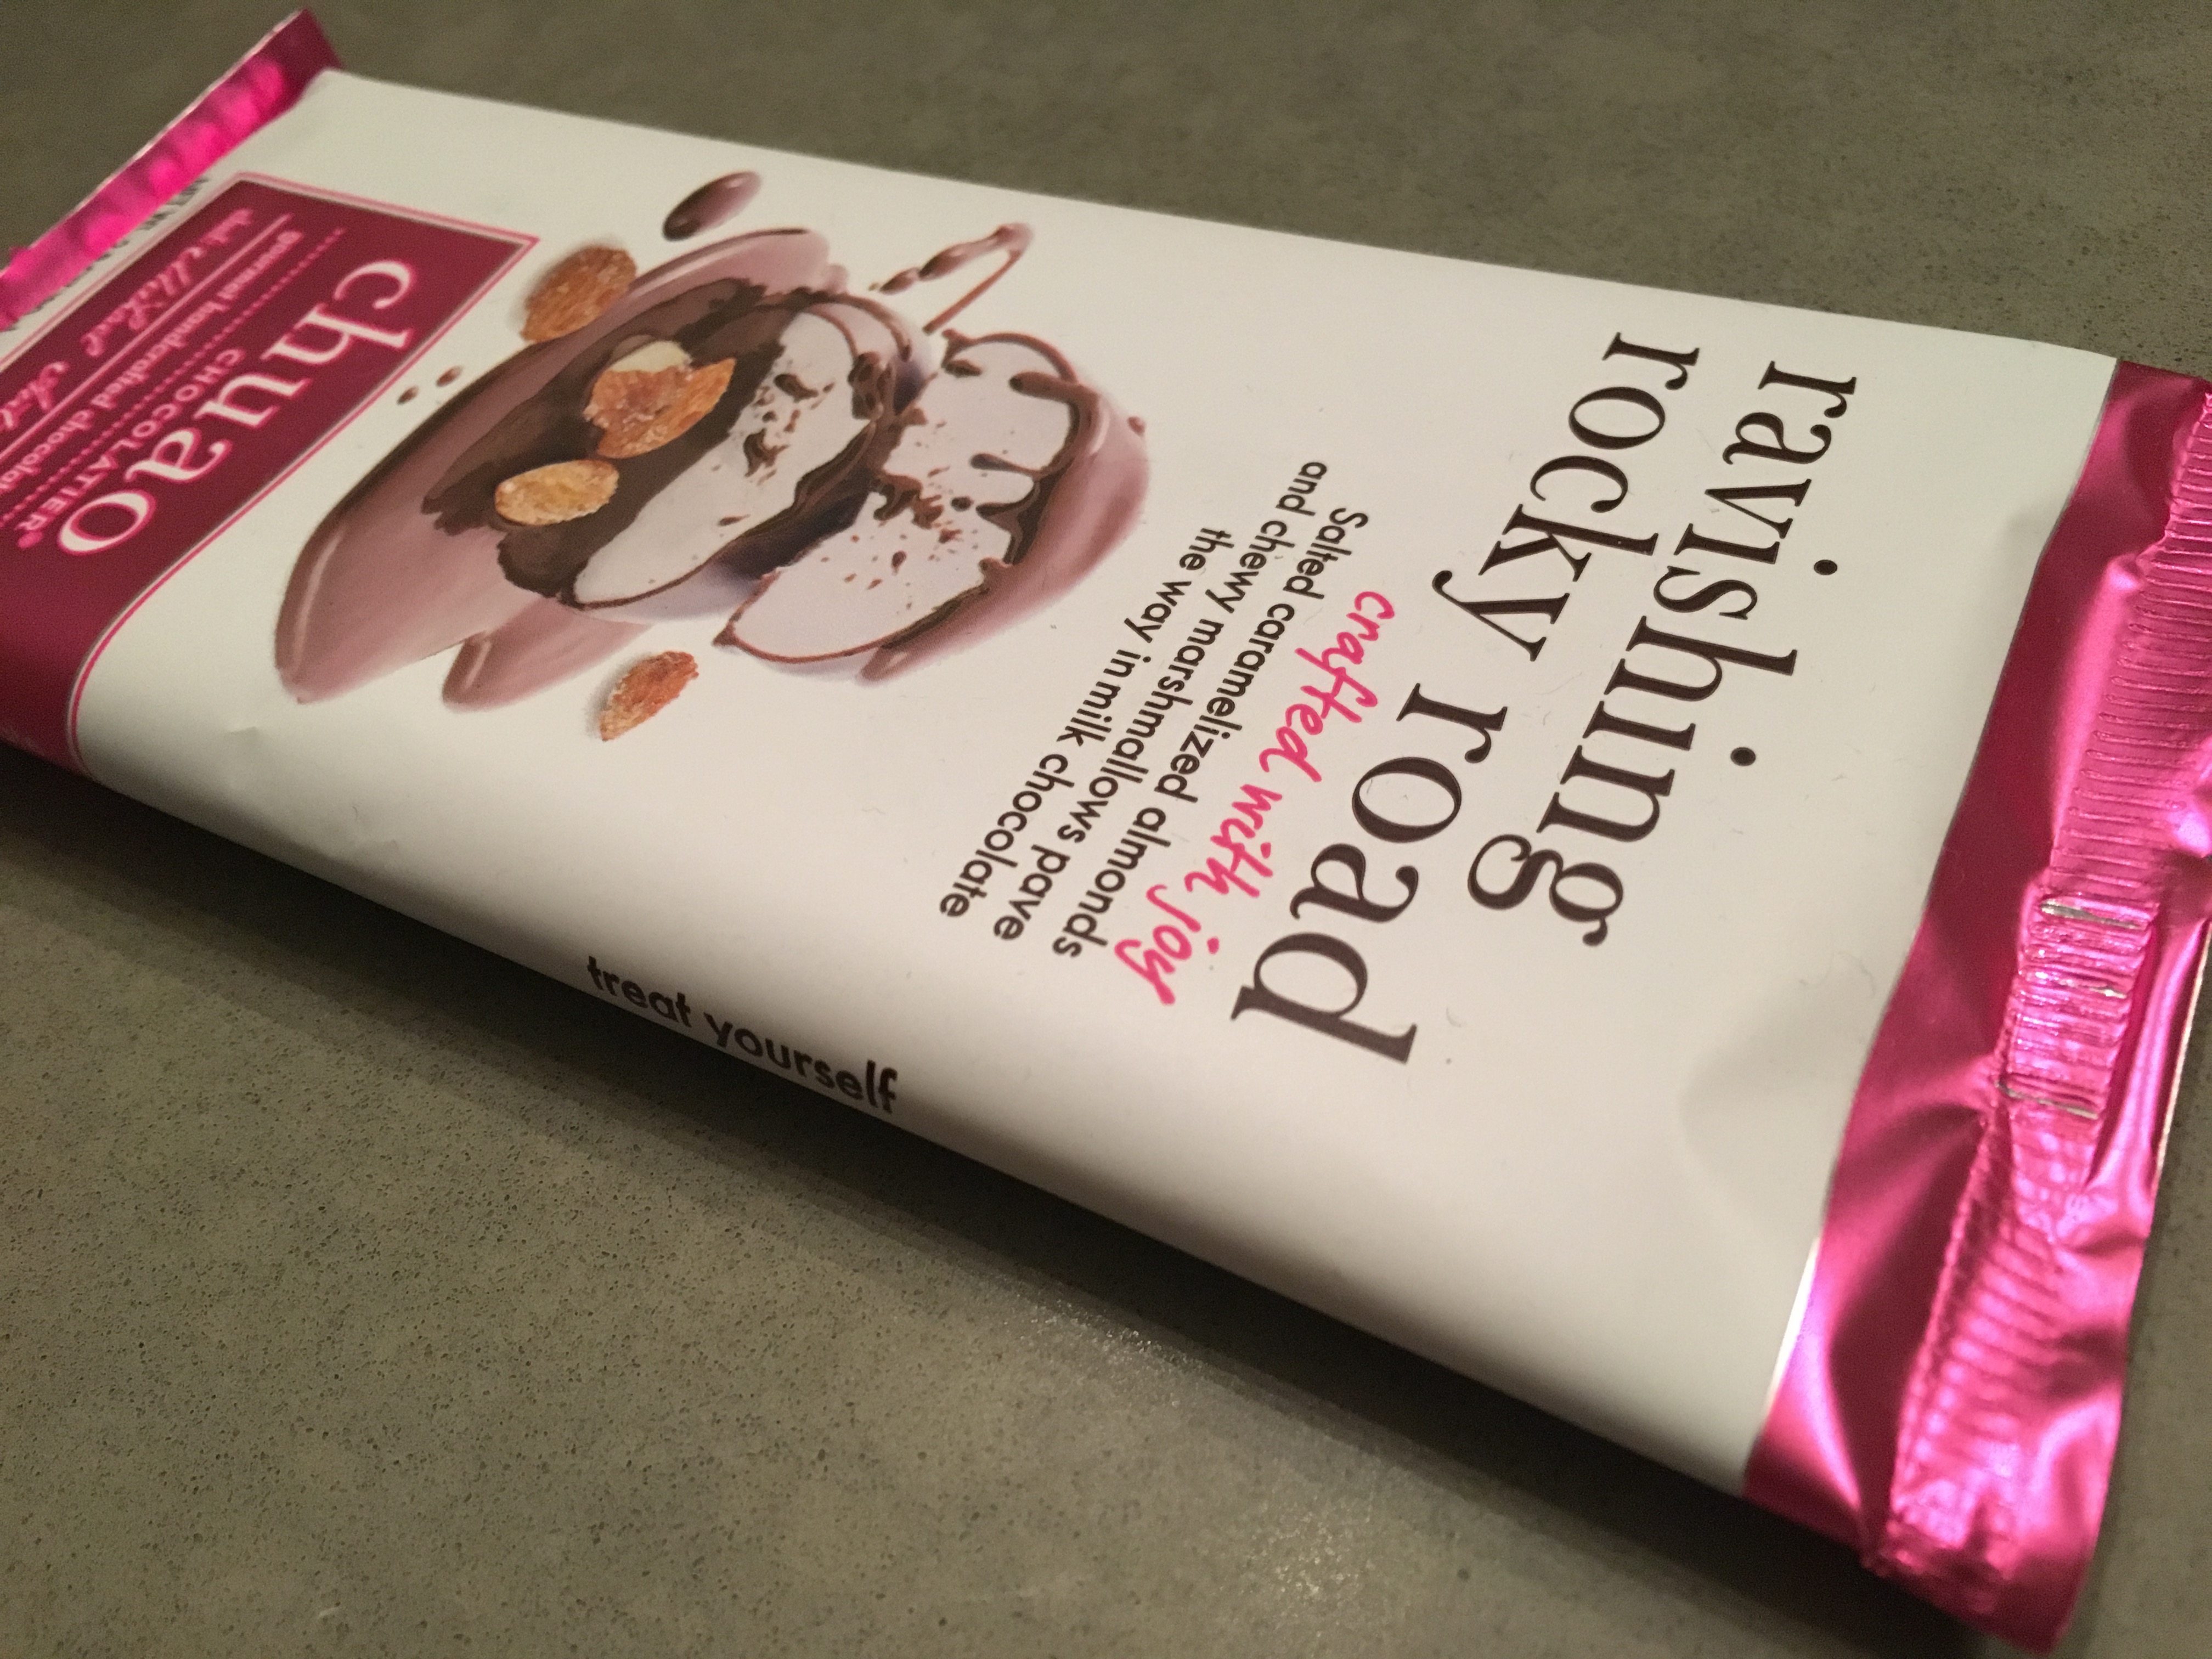 ravishing
rocky road
crafted with joy
Salted caramelized almonds
and chewy marshmallows pave
the way in milk chocolate
treat yourself
chuao
CHOCOLATIER®
gourmet handcrafted chocolate